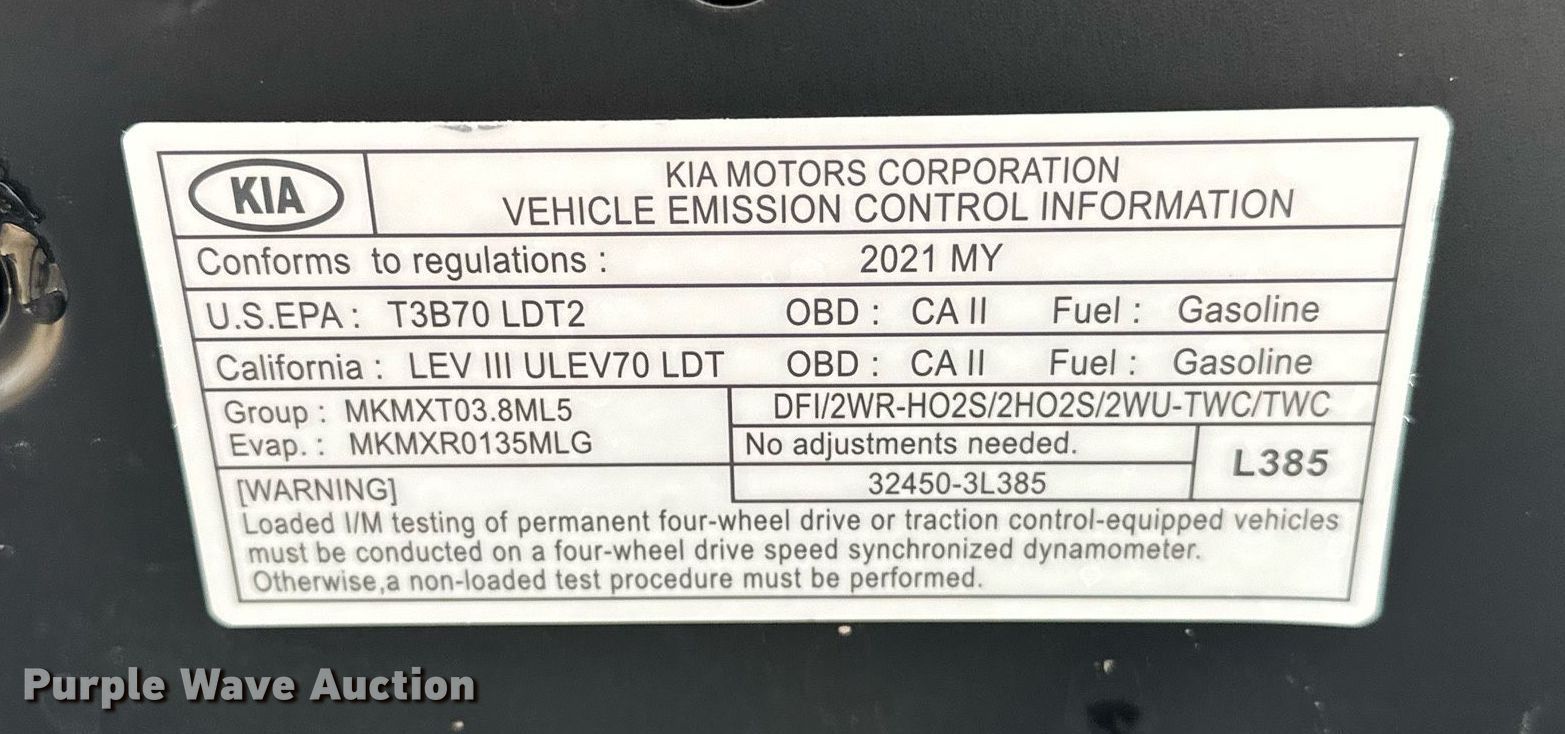 KIA
KIA MOTORS CORPORATION
VEHICLE EMISSION CONTROL INFORMATION
Conforms to regulations : 2021 MY
U.S.EPA : T3B70 LDT2 OBD : CA II Fuel : Gasoline
California : LEV III ULEV70 LDT OBD : CA II Fuel : Gasoline
Group : MKMXT03.8ML5
Evap. : MKMXR0135MLG
DFI/2WR-HO2S/2HO2S/2WU-TWC/TWC
No adjustments needed.
32450-3L385
L385
[WARNING]
Loaded I/M testing of permanent four-wheel drive or traction control-equipped vehicles
must be conducted on a four-wheel drive speed synchronized dynamometer.
Otherwise,a non-loaded test procedure must be performed.
Purple Wave Auction